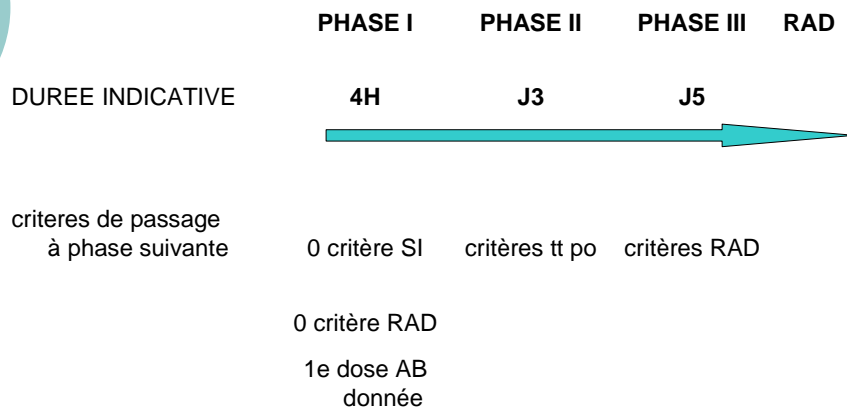 PHASE I PHASE II PHASE III RAD
DUREE INDICATIVE 4H J3 J5
criteres de passage
à phase suivante 0 critère SI critères tt po critères RAD
0 critère RAD
1e dose AB
donnée